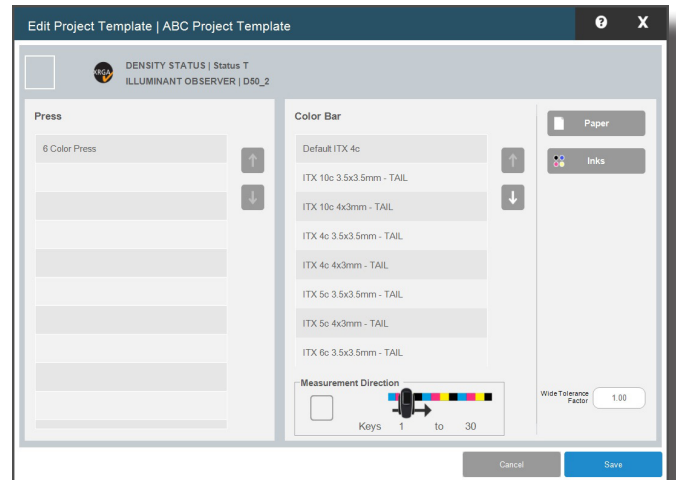 Edit Project Template | ABC Project Template
?
X
XRGA
DENSITY STATUS | Status T
ILLUMINANT OBSERVER | D50_2
Press
6 Color Press
Color Bar
Default ITX 4c
ITX 10c 3.5x3.5mm - TAIL
ITX 10c 4x3mm - TAIL
ITX 4c 3.5x3.5mm - TAIL
ITX 4c 4x3mm - TAIL
ITX 5c 3.5x3.5mm - TAIL
ITX 5c 4x3mm - TAIL
ITX 6c 3.5x3.5mm - TAIL
Measurement Direction
Keys 1 to 30
Paper
Inks
Wide Tolerance
Factor
1.00
Cancel
Save